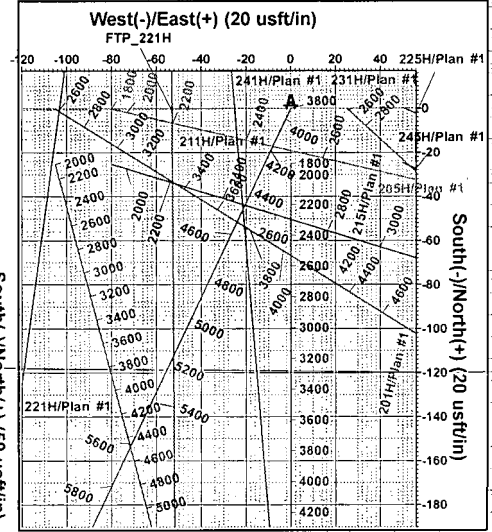 West(-)/East(+) (20 usft/in)
FTP_221H
-120 -100 -80 -60 -40 -20 0 20 40
241H/Plan #1 231H/Plan #1 225H/Plan #1
2600 2800 1800 2000 2200 2400 A 3800 2600 2800 0
3000 3200 211H/Plan #1 4000 2000 245H/Plan #1
-20
2000 2200 3400 4200 1800 2000 205H/Plan #1
2400 2000 3600 4400 2200 215H/Plan #1 -40
2600 2200 4600 2600 2400 2800 3000
-60
2800 3800 2600 4200 4400
3000 4800 4000 2800 4600 -80
3200
3400 5000 3000 -100
3600 3200
3800 5200 3400 201H/Plan #1 -120
4000
221H/Plan #1 4200 5400 3600 -140
5600 4400 3800
4600 -160
5800 4800 4000
5000 4200 -180
South(-)/North(+) (20 usft/in)